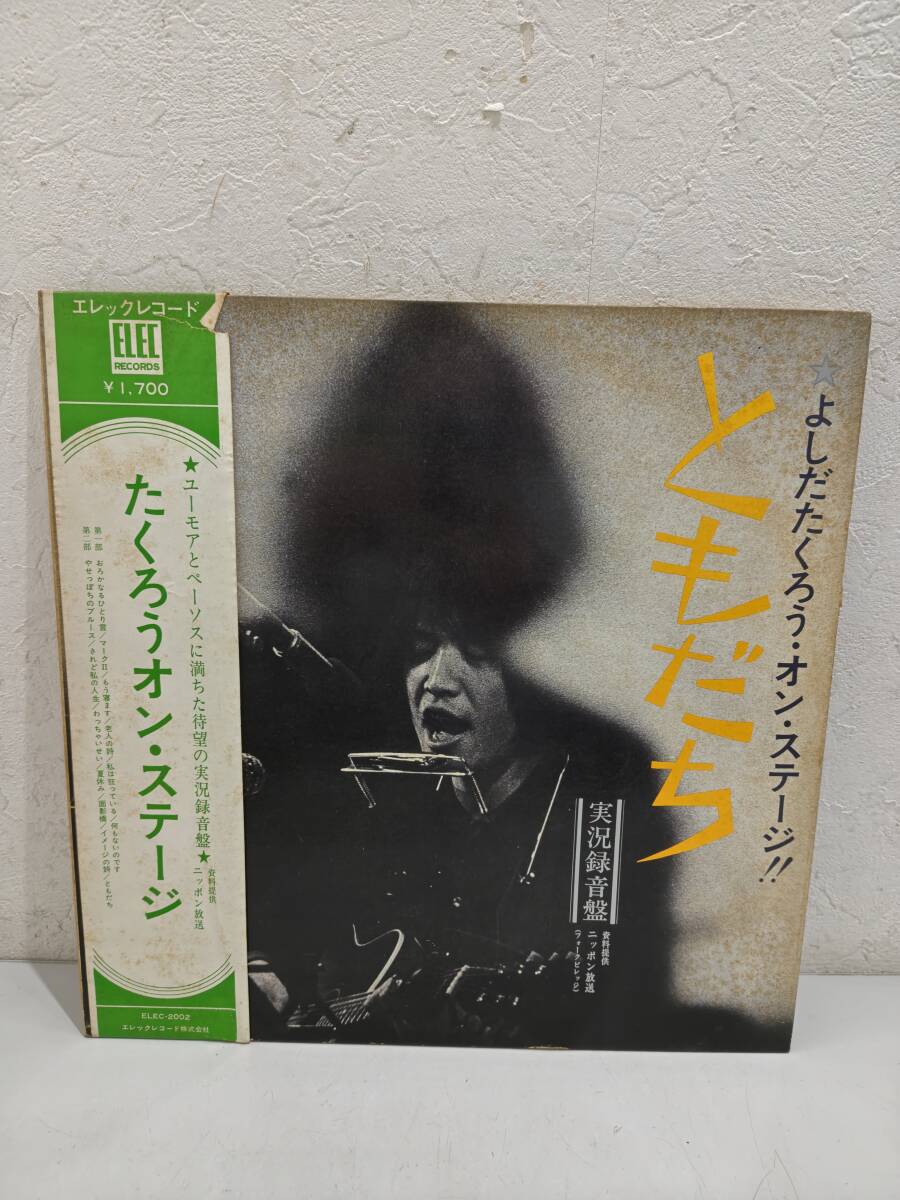 エレックレコード
ELEC
RECORDS
¥1,700
★ユーモアとペーソスに満ちた待望の実況録音盤★
資料提供
ニッポン放送
たくろうオン・ステージ
第一部 おろかなるひとり言/マークⅡ/もう寝ます/老人の詩/私は狂っている/何もないのです
第二部 やせっぽちのブルース/されど私の人生/わっちゃいせい/夏休み/面影橋/イメージの詩/ともだち
ELEC-2002
エレックレコード株式会社
★よしだたくろう・オン・ステージ!!
ともだち
実況録音盤
資料提供
ニッポン放送
(フォークビレッジ)